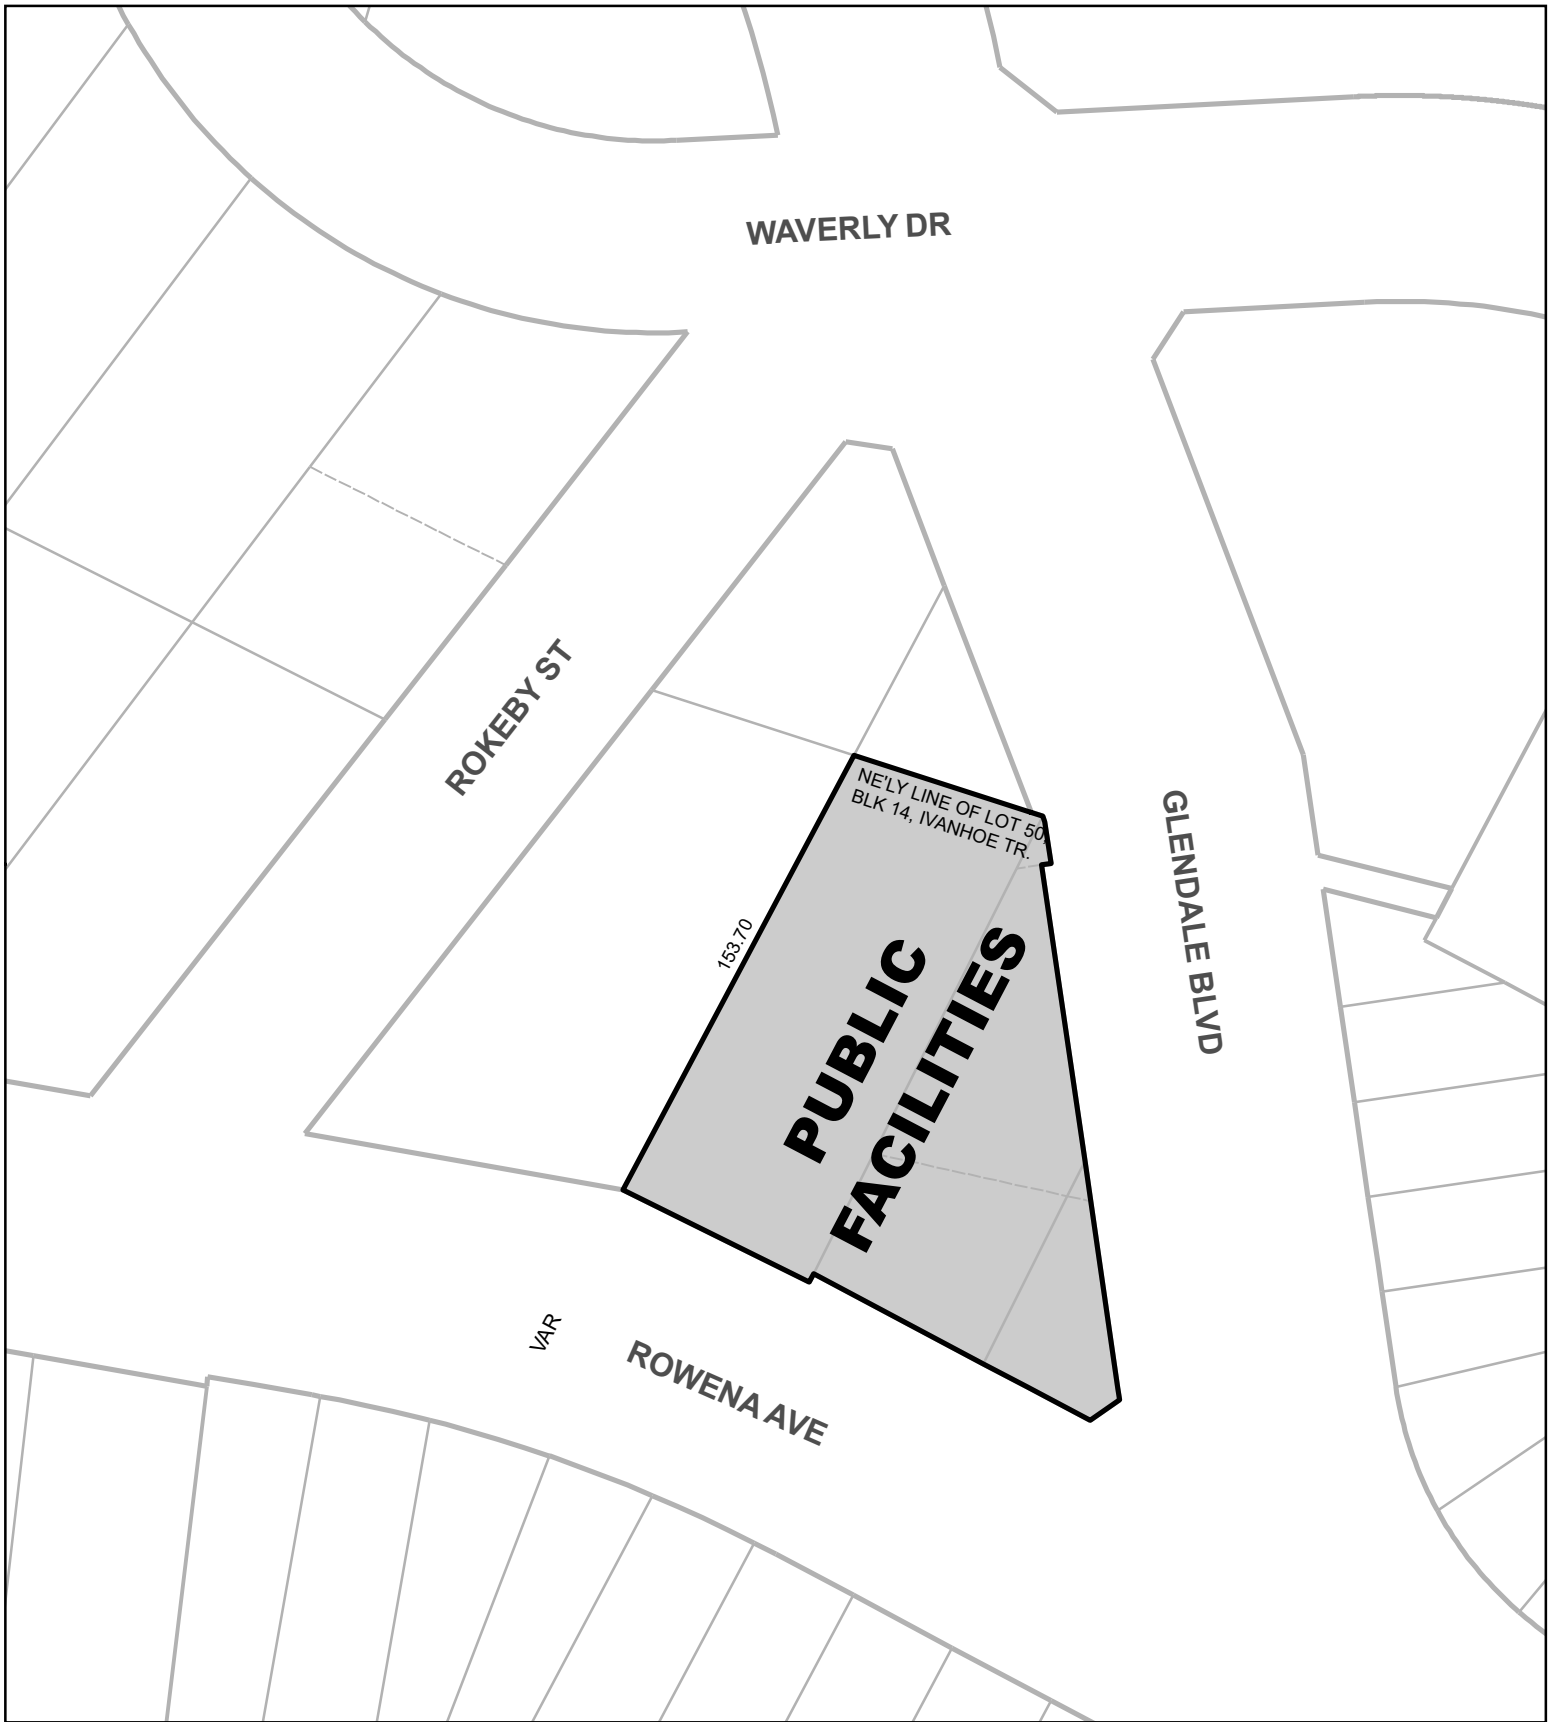 WAVERLY DR
ROKEBY ST
NE'LY LINE OF LOT 50,
BLK 14, IVANHOE TR.
GLENDALE BLVD
153.70
PUBLIC
FACILITIES
VAR
ROWENA AVE